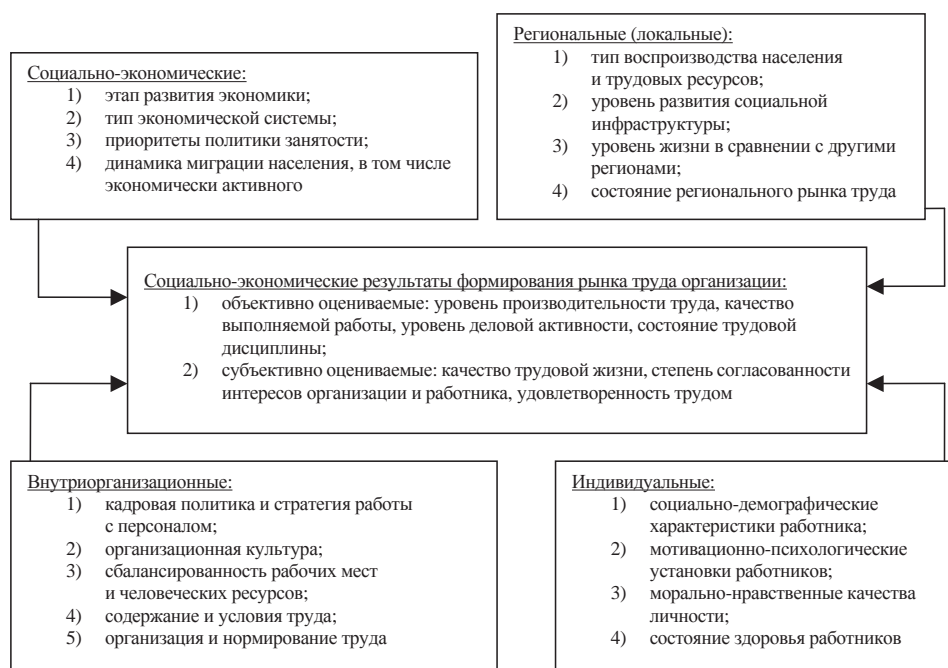 Социально-экономические:
1) этап развития экономики;
2) тип экономической системы;
3) приоритеты политики занятости;
4) динамика миграции населения, в том числе
экономически активного
Региональные (локальные):
1) тип воспроизводства населения
и трудовых ресурсов;
2) уровень развития социальной
инфраструктуры;
3) уровень жизни в сравнении с другими
регионами;
4) состояние регионального рынка труда
Социально-экономические результаты формирования рынка труда организации:
1) объективно оцениваемые: уровень производительности труда, качество
выполняемой работы, уровень деловой активности, состояние трудовой
дисциплины;
2) субъективно оцениваемые: качество трудовой жизни, степень согласованности
интересов организации и работника, удовлетворенность трудом
Внутриорганизационные:
1) кадровая политика и стратегия работы
с персоналом;
2) организационная культура;
3) сбалансированность рабочих мест
и человеческих ресурсов;
4) содержание и условия труда;
5) организация и нормирование труда
Индивидуальные:
1) социально-демографические
характеристики работника;
2) мотивационно-психологические
установки работников;
3) морально-нравственные качества
личности;
4) состояние здоровья работников